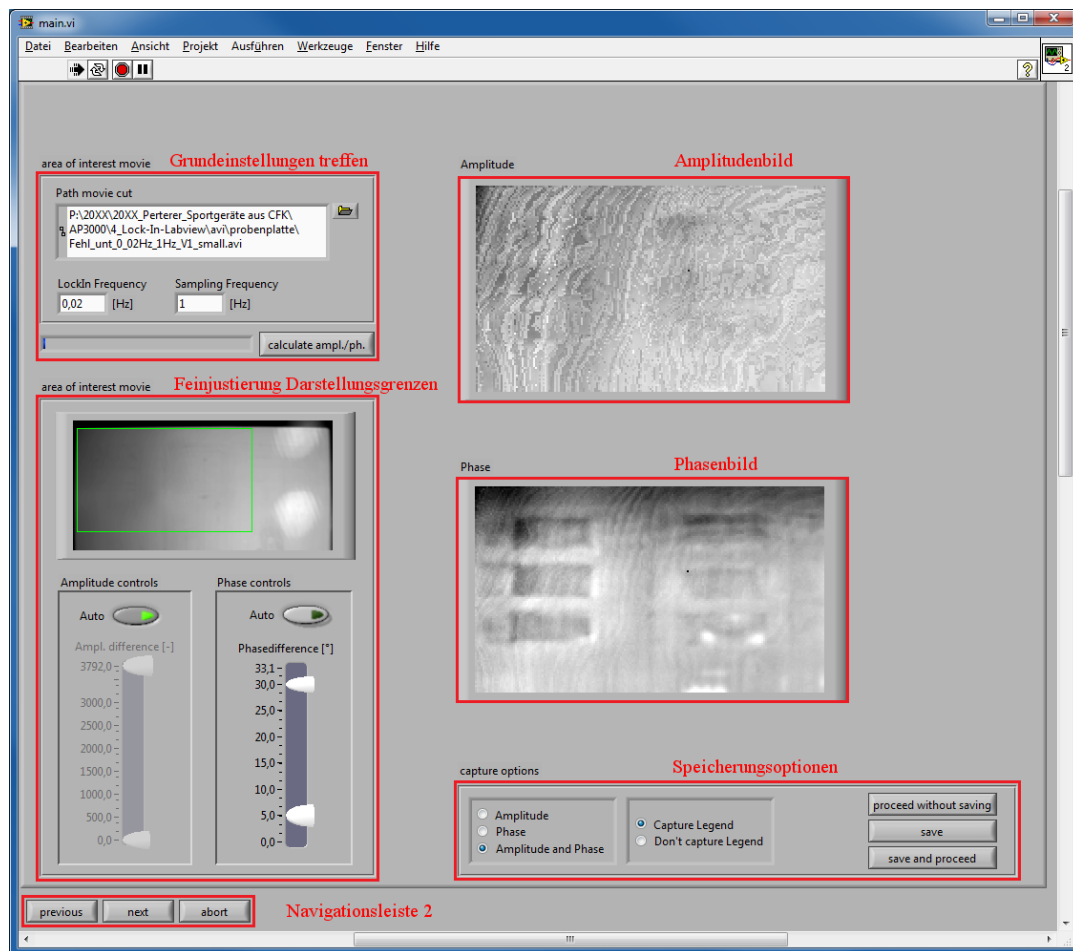 main.vi
Datei Bearbeiten Ansicht Projekt Ausführen Werkzeuge Fenster Hilfe
?
2
area of interest movie
Grundeinstellungen treffen
Path movie cut
P:\20XX\20XX_Perterer_Sportgeräte aus CFK\
AP3000\4_Lock-In-Labview\avi\probenplatte\
Fehl_unt_0_02Hz_1Hz_V1_small.avi
LockIn Frequency
Sampling Frequency
0,02 [Hz]
1 [Hz]
calculate ampl./ph.
area of interest movie
Feinjustierung Darstellungsgrenzen
Amplitude controls
Auto
Ampl. difference [-]
3792,0
3000,0
2500,0
2000,0
1500,0
1000,0
500,0
0,0
Phase controls
Auto
Phasedifference [°]
33,1
30,0
25,0
20,0
15,0
10,0
5,0
0,0
Amplitude
Amplitudenbild
Phase
Phasenbild
capture options
Speicherungsoptionen
Amplitude
Phase
Amplitude and Phase
Capture Legend
Don't capture Legend
proceed without saving
save
save and proceed
previous next abort
Navigationsleiste 2